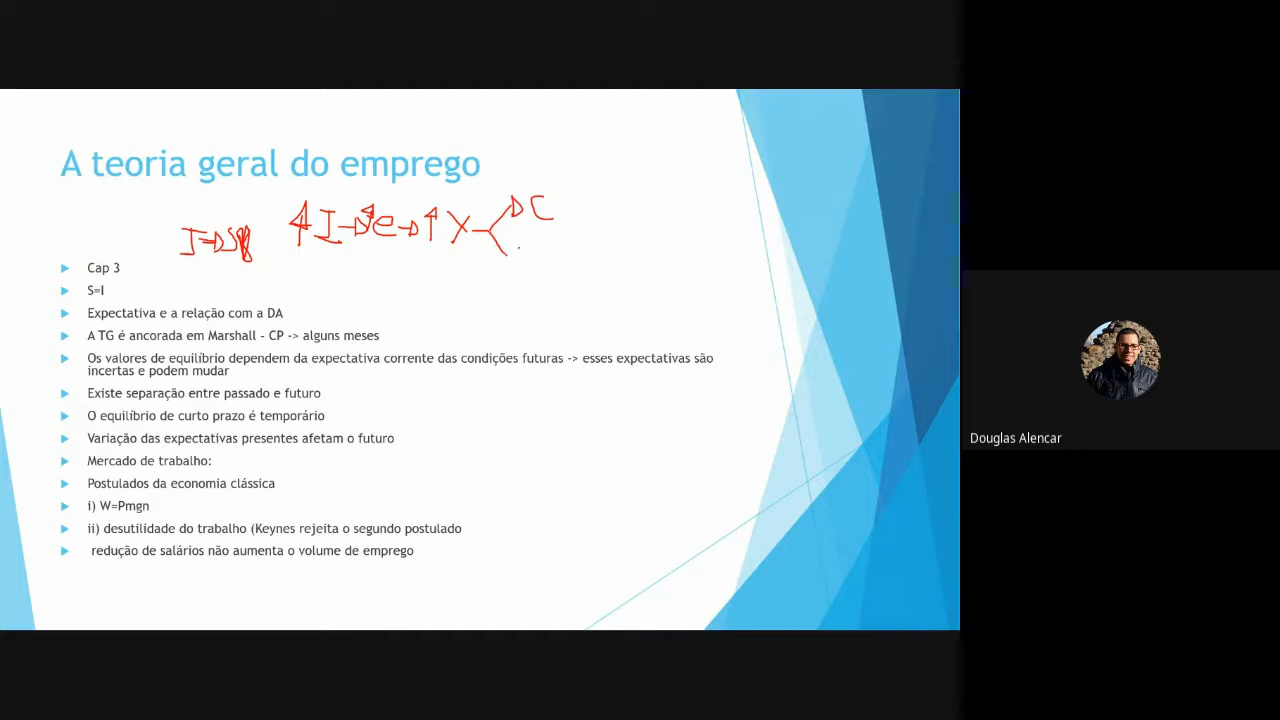 A teoria geral do emprego
I → S
↑ I → ↑ e → ↑ X → C
Cap 3
S=I
Expectativa e a relação com a DA
A TG é ancorada em Marshall – CP -> alguns meses
Os valores de equilíbrio dependem da expectativa corrente das condições futuras -> esses expectativas são
incertas e podem mudar
Existe separação entre passado e futuro
O equilíbrio de curto prazo é temporário
Variação das expectativas presentes afetam o futuro
Mercado de trabalho:
Postulados da economia clássica
i) W=Pmgn
ii) desutilidade do trabalho (Keynes rejeita o segundo postulado
redução de salários não aumenta o volume de emprego
Douglas Alencar